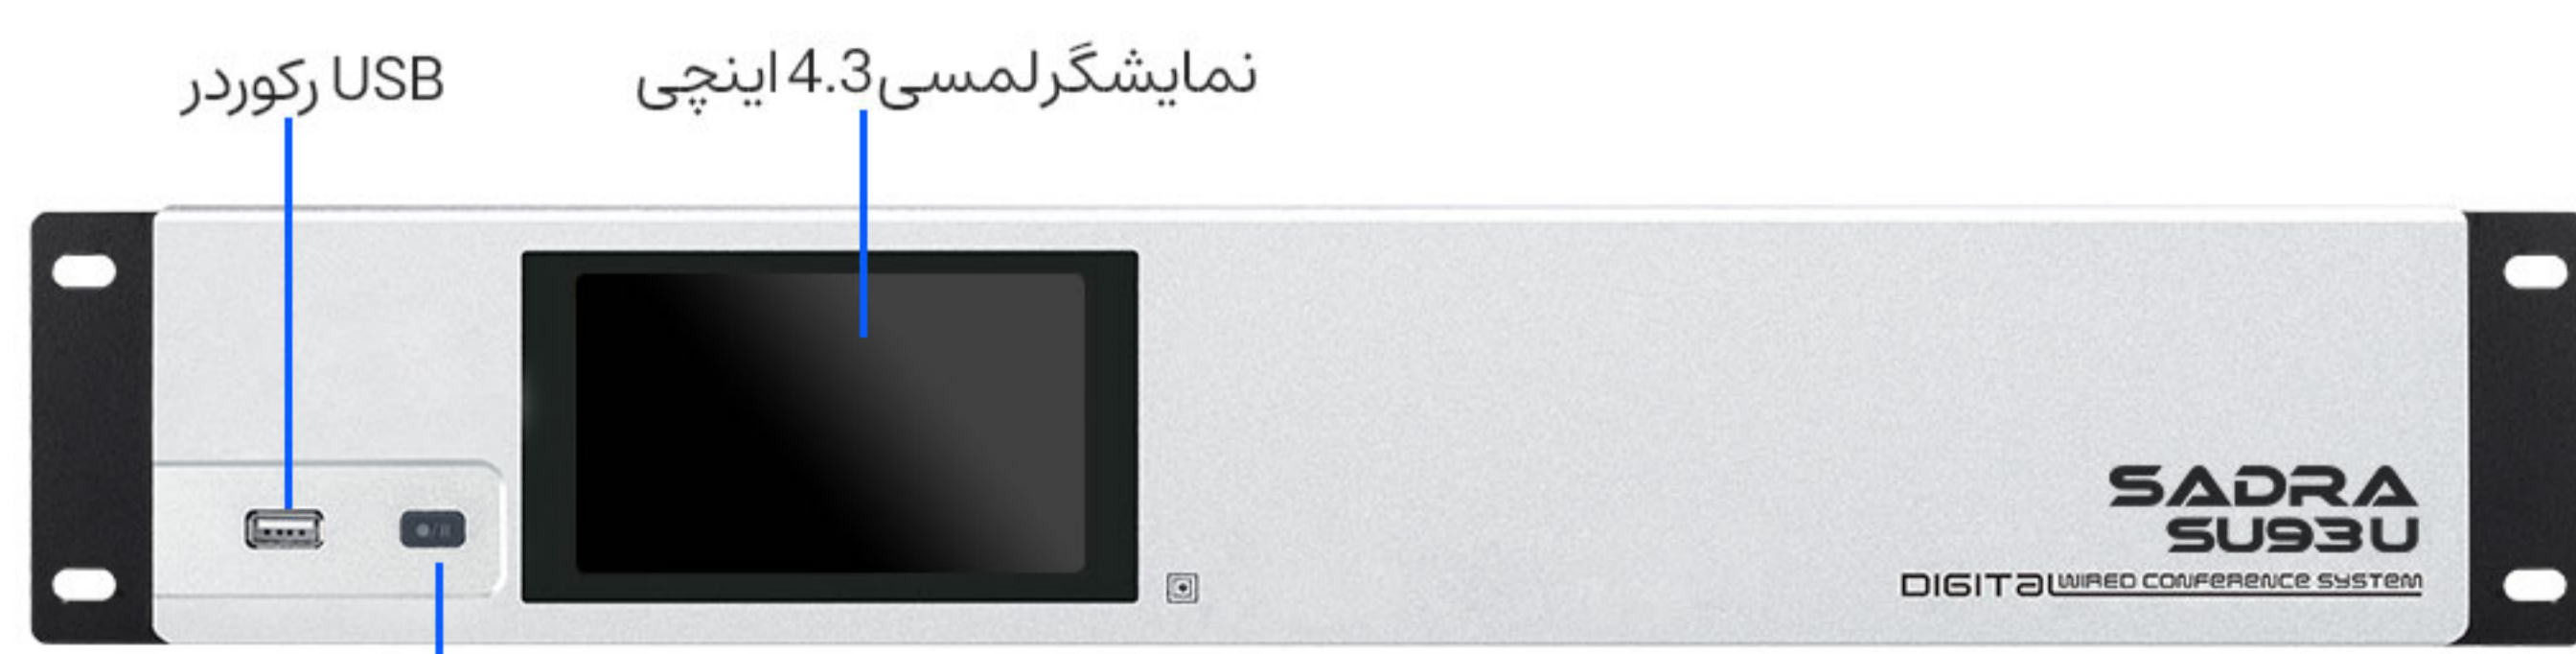 نمایشگر لمسی 4.3 اینچی
USB رکوردر
SADRA
SU93U
DIGITAL WIRED CONFERENCE SYSTEM